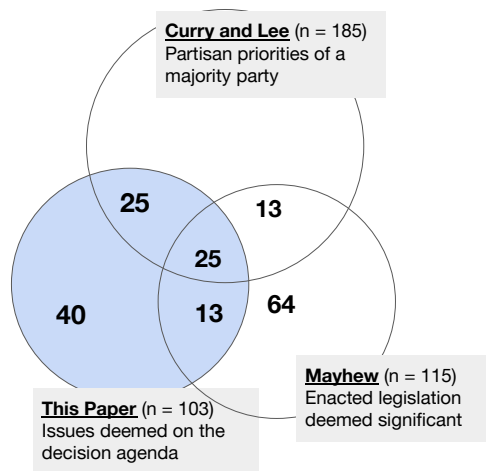 Curry and Lee (n = 185)
Partisan priorities of a
majority party
25
13
25
40
13
64
Mayhew (n = 115)
Enacted legislation
deemed significant
This Paper (n = 103)
Issues deemed on the
decision agenda